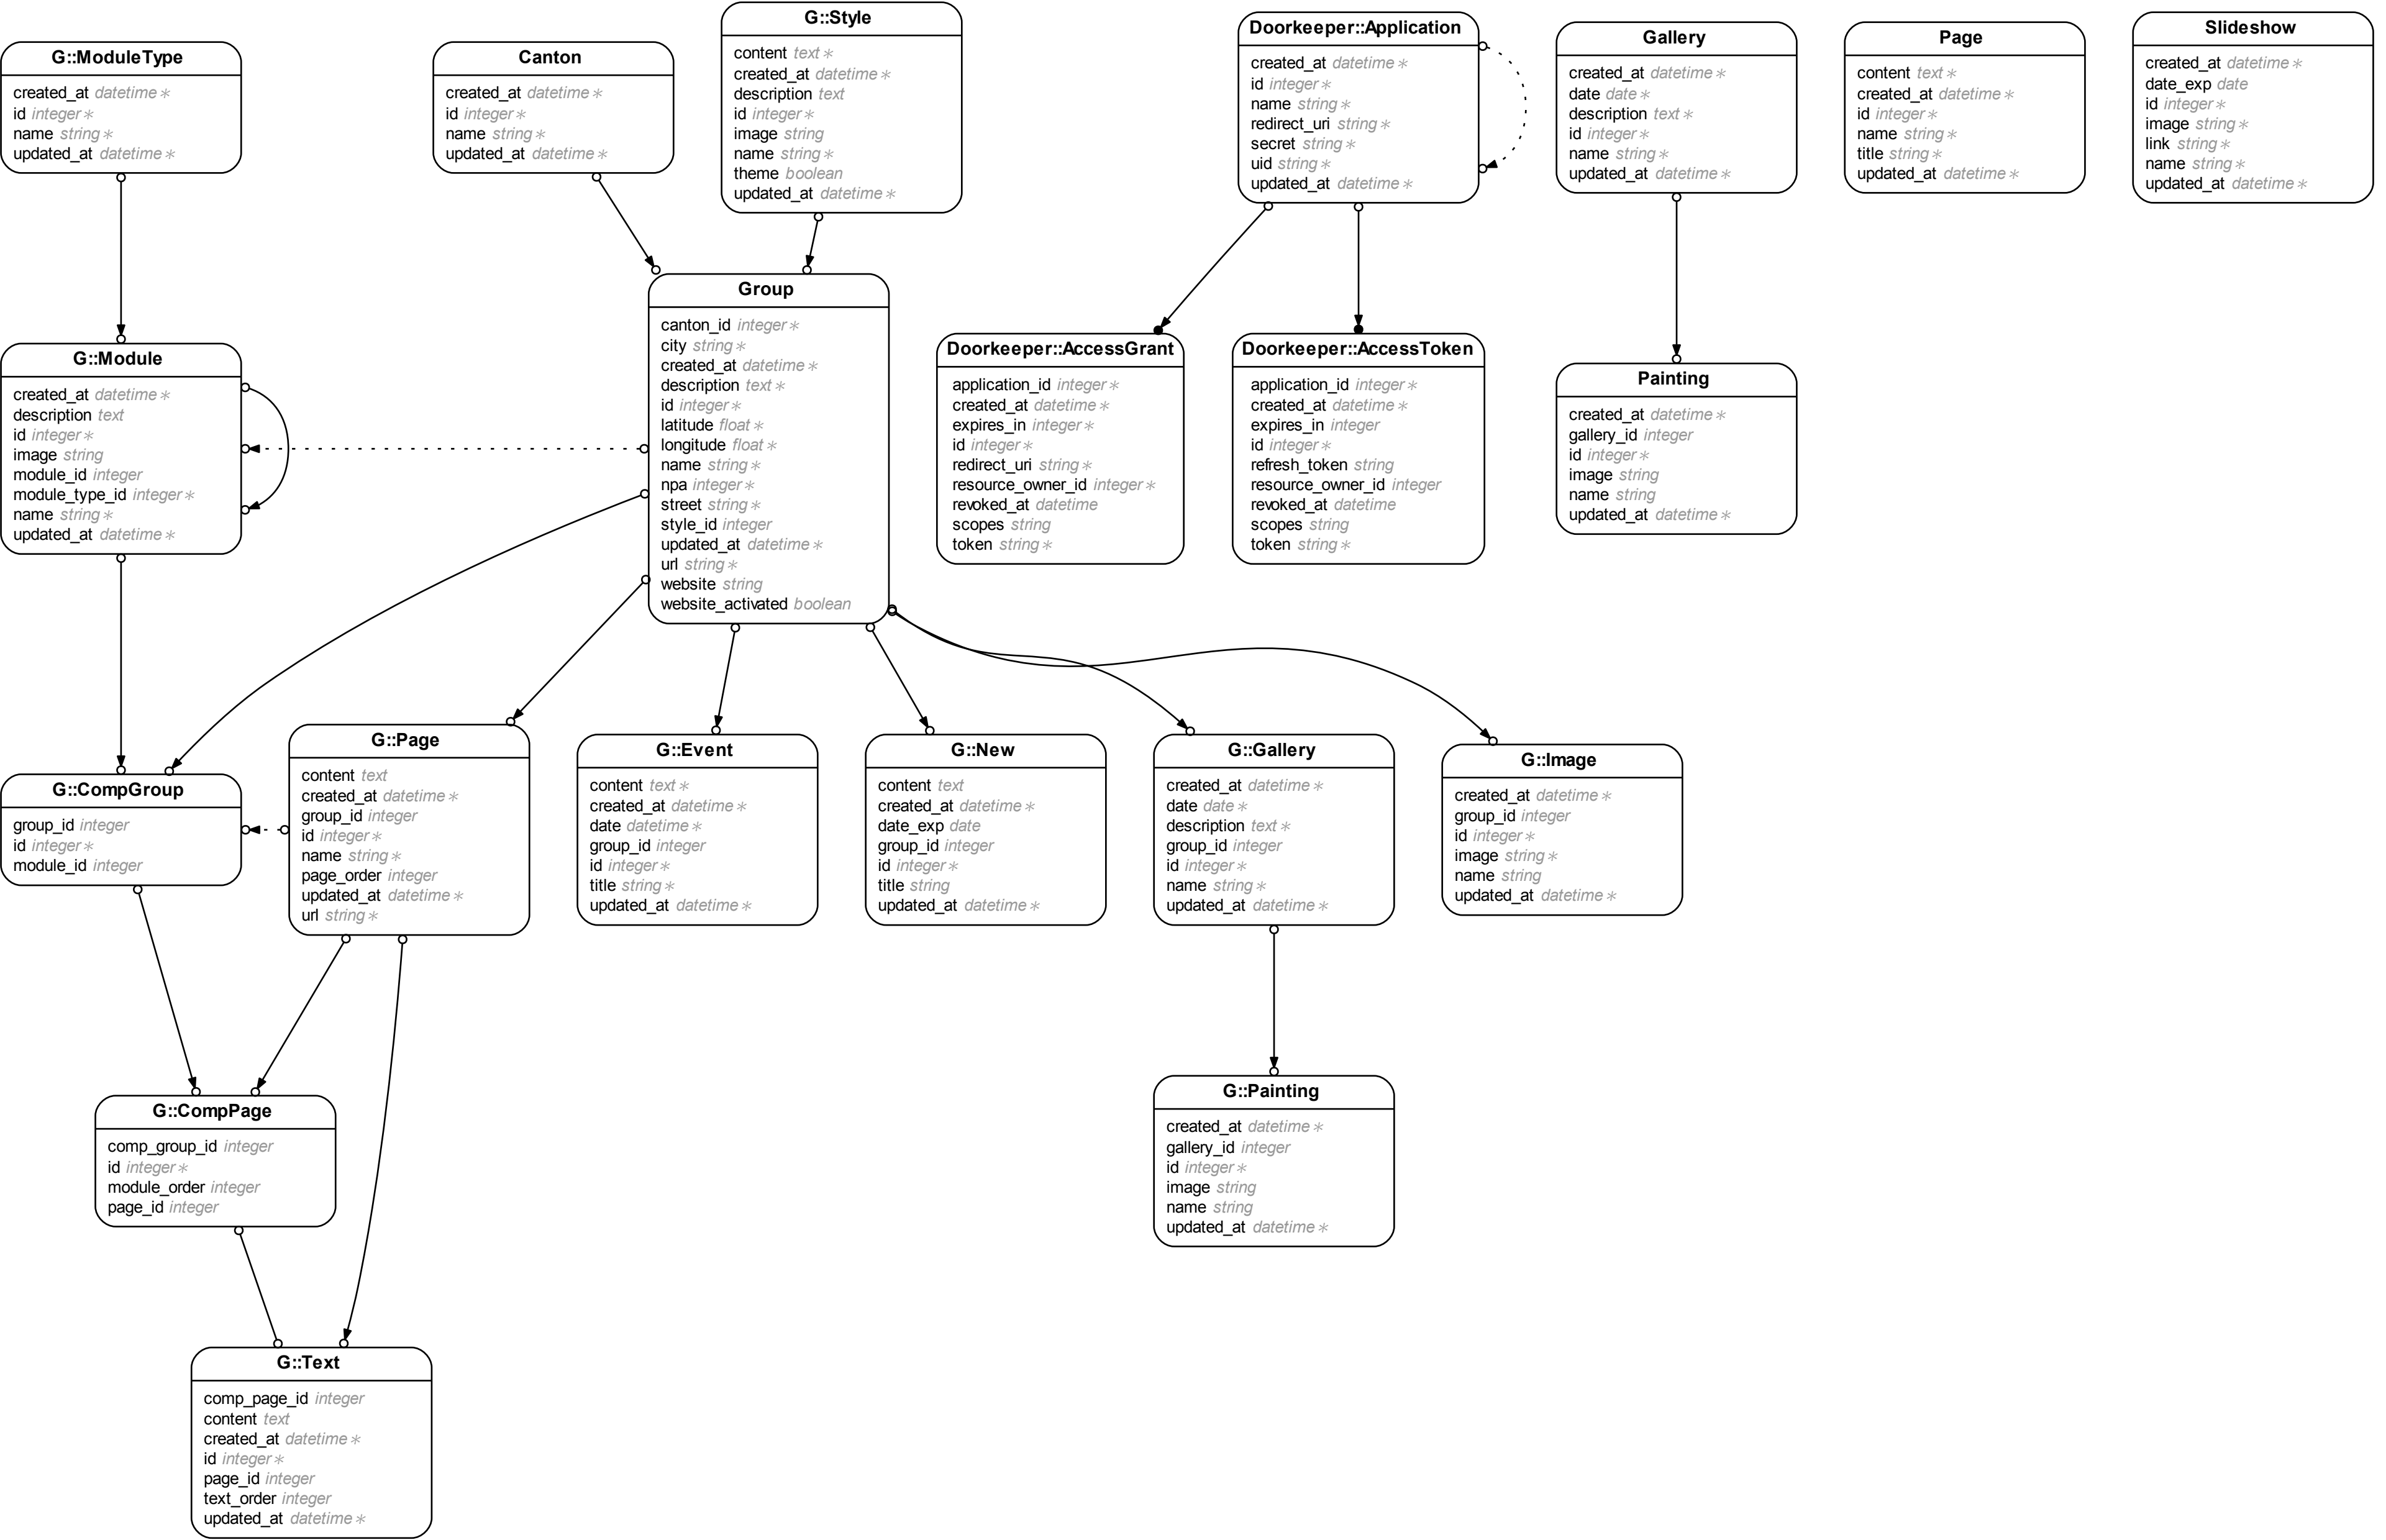 G::ModuleType
created_at datetime ∗
id integer ∗
name string ∗
updated_at datetime ∗
Canton
created_at datetime ∗
id integer ∗
name string ∗
updated_at datetime ∗
G::Style
content text ∗
created_at datetime ∗
description text
id integer ∗
image string
name string ∗
theme boolean
updated_at datetime ∗
Doorkeeper::Application
created_at datetime ∗
id integer ∗
name string ∗
redirect_uri string ∗
secret string ∗
uid string ∗
updated_at datetime ∗
Gallery
created_at datetime ∗
date date ∗
description text ∗
id integer ∗
name string ∗
updated_at datetime ∗
Page
content text ∗
created_at datetime ∗
id integer ∗
name string ∗
title string ∗
updated_at datetime ∗
Slideshow
created_at datetime ∗
date_exp date
id integer ∗
image string ∗
link string ∗
name string ∗
updated_at datetime ∗
G::Module
created_at datetime ∗
description text
id integer ∗
image string
module_id integer
module_type_id integer ∗
name string ∗
updated_at datetime ∗
Group
canton_id integer ∗
city string ∗
created_at datetime ∗
description text ∗
id integer ∗
latitude float ∗
longitude float ∗
name string ∗
npa integer ∗
street string ∗
style_id integer
updated_at datetime ∗
url string ∗
website string
website_activated boolean
Doorkeeper::AccessGrant
application_id integer ∗
created_at datetime ∗
expires_in integer ∗
id integer ∗
redirect_uri string ∗
resource_owner_id integer ∗
revoked_at datetime
scopes string
token string ∗
Doorkeeper::AccessToken
application_id integer ∗
created_at datetime ∗
expires_in integer
id integer ∗
refresh_token string
resource_owner_id integer
revoked_at datetime
scopes string
token string ∗
Painting
created_at datetime ∗
gallery_id integer
id integer ∗
image string
name string
updated_at datetime ∗
G::CompGroup
group_id integer
id integer ∗
module_id integer
G::Page
content text
created_at datetime ∗
group_id integer
id integer ∗
name string ∗
page_order integer
updated_at datetime ∗
url string ∗
G::Event
content text ∗
created_at datetime ∗
date datetime ∗
group_id integer
id integer ∗
title string ∗
updated_at datetime ∗
G::New
content text
created_at datetime ∗
date_exp date
group_id integer
id integer ∗
title string
updated_at datetime ∗
G::Gallery
created_at datetime ∗
date date ∗
description text ∗
group_id integer
id integer ∗
name string ∗
updated_at datetime ∗
G::Image
created_at datetime ∗
group_id integer
id integer ∗
image string ∗
name string
updated_at datetime ∗
G::CompPage
comp_group_id integer
id integer ∗
module_order integer
page_id integer
G::Painting
created_at datetime ∗
gallery_id integer
id integer ∗
image string
name string
updated_at datetime ∗
G::Text
comp_page_id integer
content text
created_at datetime ∗
id integer ∗
page_id integer
text_order integer
updated_at datetime ∗